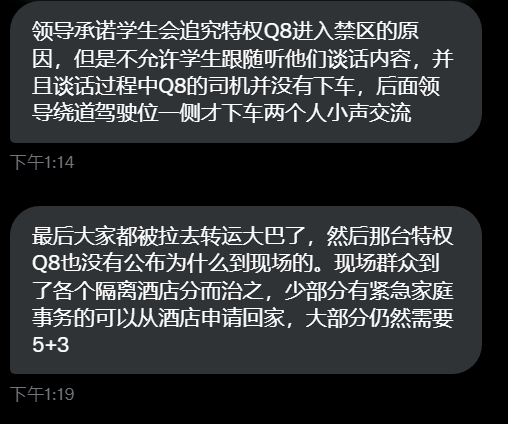 领导承诺学生会追究特权Q8进入禁区的原
因，但是不允许学生跟随听他们谈话内容，并
且谈话过程中Q8的司机并没有下车，后面领
导绕道驾驶位一侧才下车两个人小声交流
下午1:14
最后大家都被拉去转运大巴了，然后那台特权
Q8也没有公布为什么到现场的。现场群众到
了各个隔离酒店分而治之，少部分有紧急家庭
事务的可以从酒店申请回家，大部分仍然需要
5+3
下午1:19